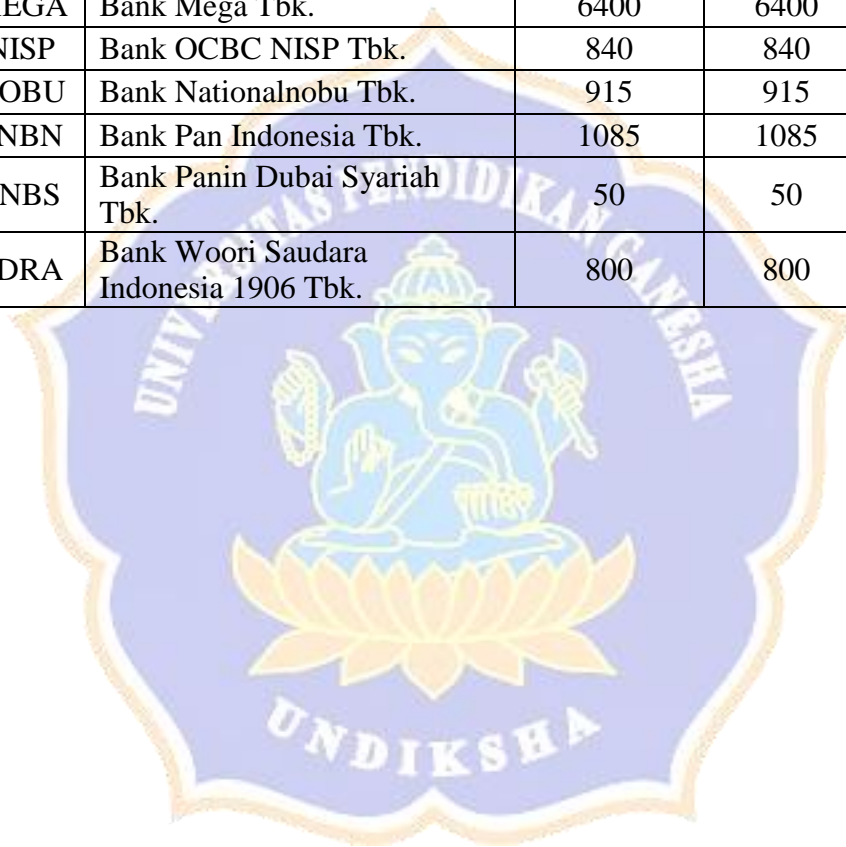 EGA Bank Mega Tbk. 6400 6400
NISP Bank OCBC NISP Tbk. 840 840
OBU Bank Nationalnobu Tbk. 915 915
NBN Bank Pan Indonesia Tbk. 1085 1085
NBS Bank Panin Dubai Syariah
Tbk. 50 50
DRA Bank Woori Saudara
Indonesia 1906 Tbk. 800 800
UNIVERSITAS PENDIDIKAN GANESHA
UNDIKSHA